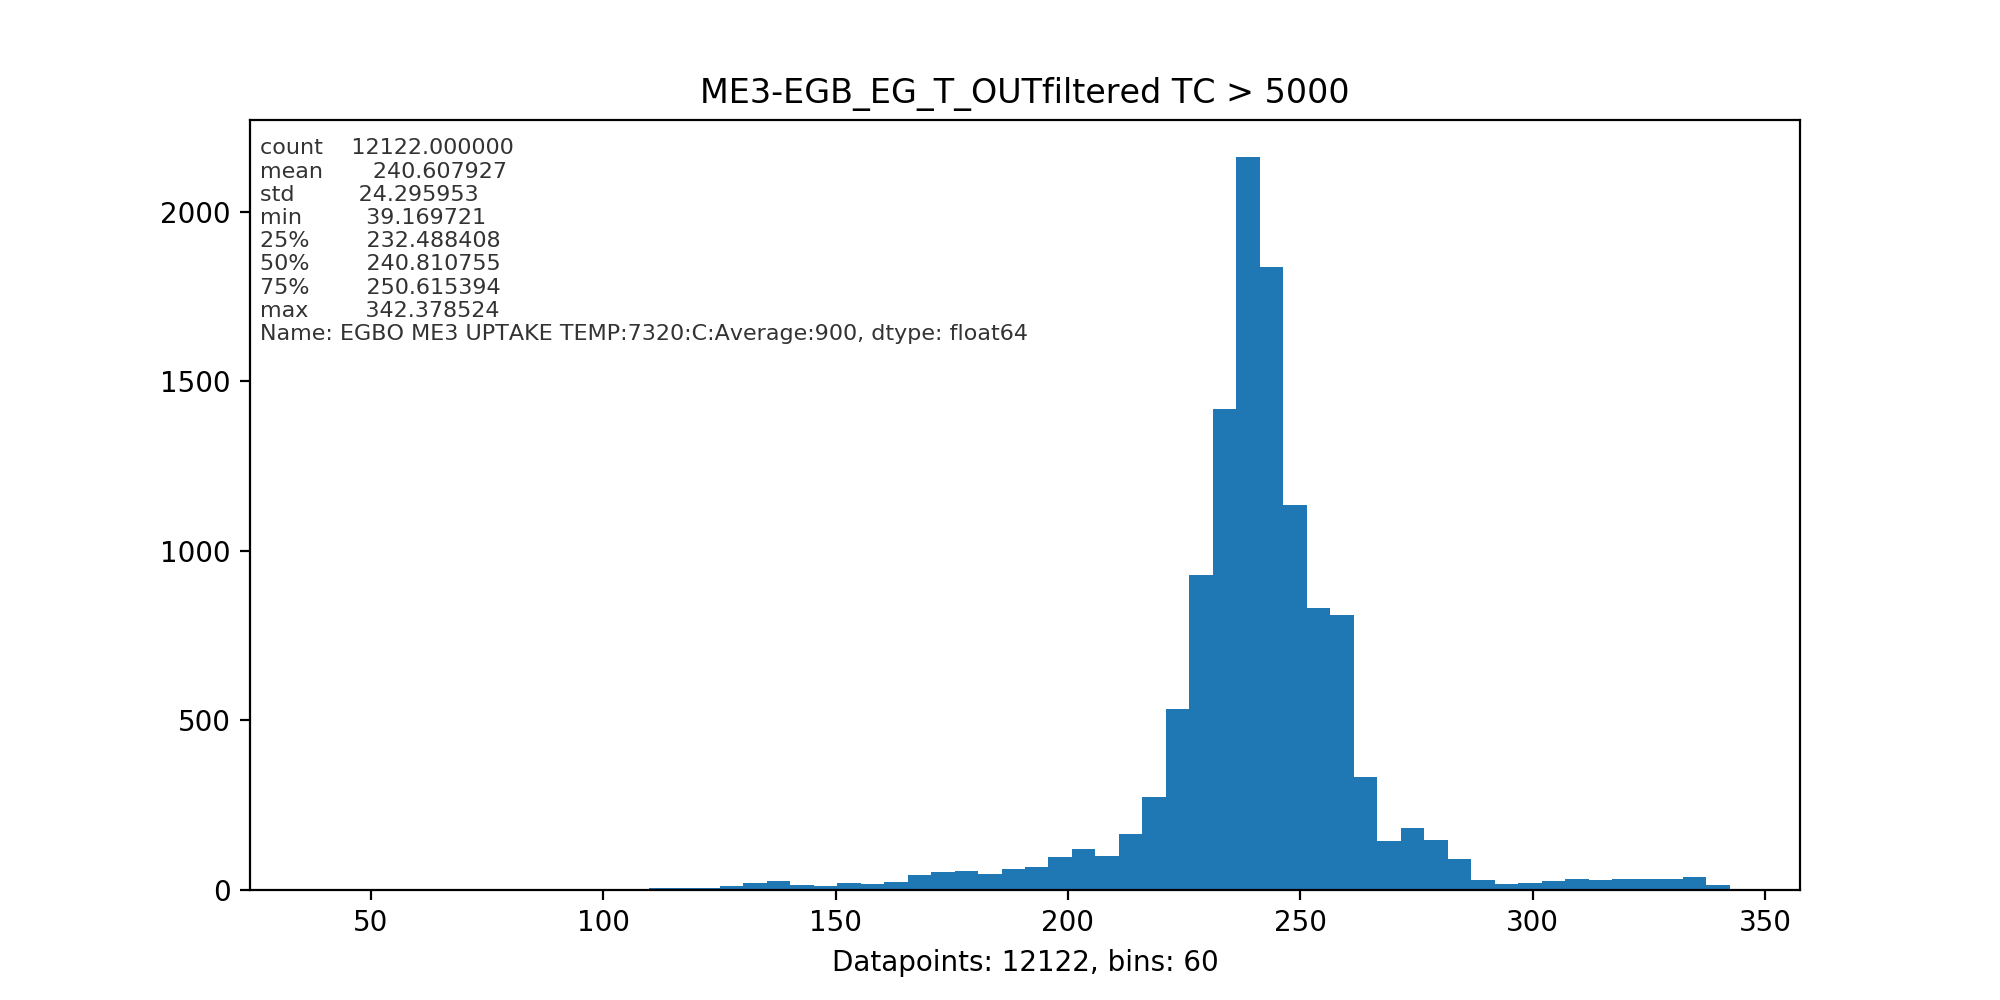 ME3-EGB_EG_T_OUTfiltered TC > 5000
count 12122.000000
mean 240.607927
std 24.295953
min 39.169721
25% 232.488408
50% 240.810755
75% 250.615394
max 342.378524
Name: EGBO ME3 UPTAKE TEMP:7320:C:Average:900, dtype: float64
2000
1500
1000
500
0
50 100 150 200 250 300 350
Datapoints: 12122, bins: 60